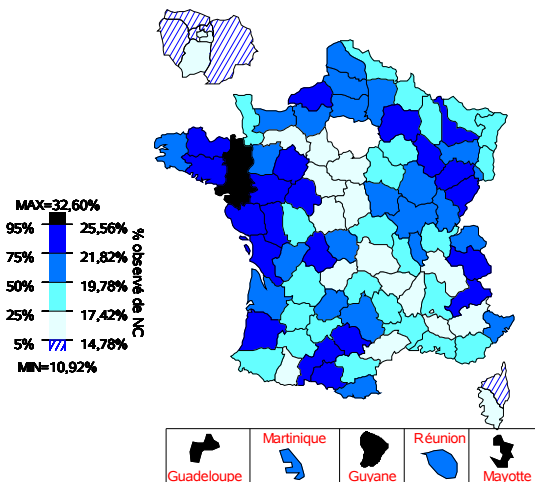 MAX=32,60%
95% 25,56%
75% 21,82%
50% 19,78%
25% 17,42%
5% 14,78%
MIN=10,92%
% observé de NC
Guadeloupe
Martinique
Guyane
Réunion
Mayotte